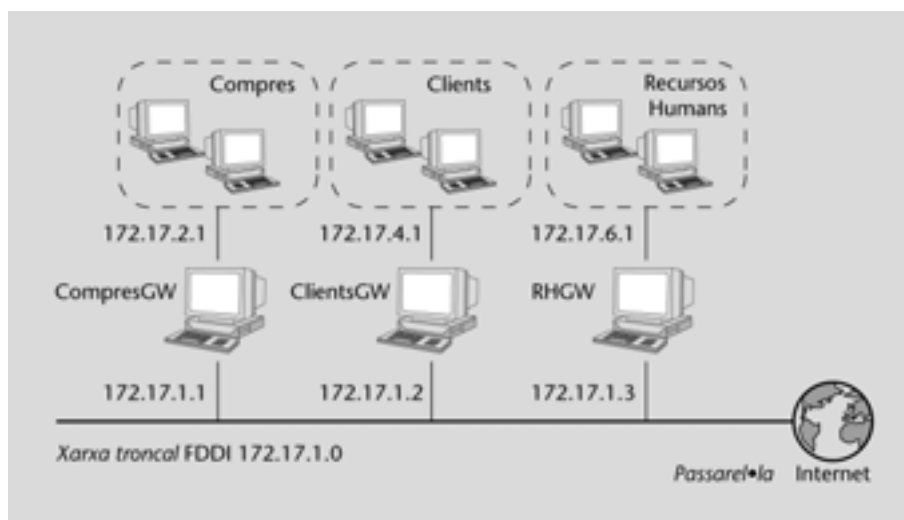 Compres
Clients
Recursos
Humans
172.17.2.1
172.17.4.1
172.17.6.1
CompresGW
ClientsGW
RHGW
172.17.1.1
172.17.1.2
172.17.1.3
Xarxa troncal FDDI 172.17.1.0
Passarel•la
Internet